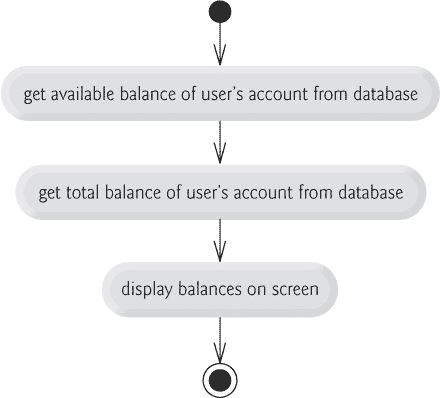 get available balance of user's account from database
get total balance of user's account from database
display balances on screen